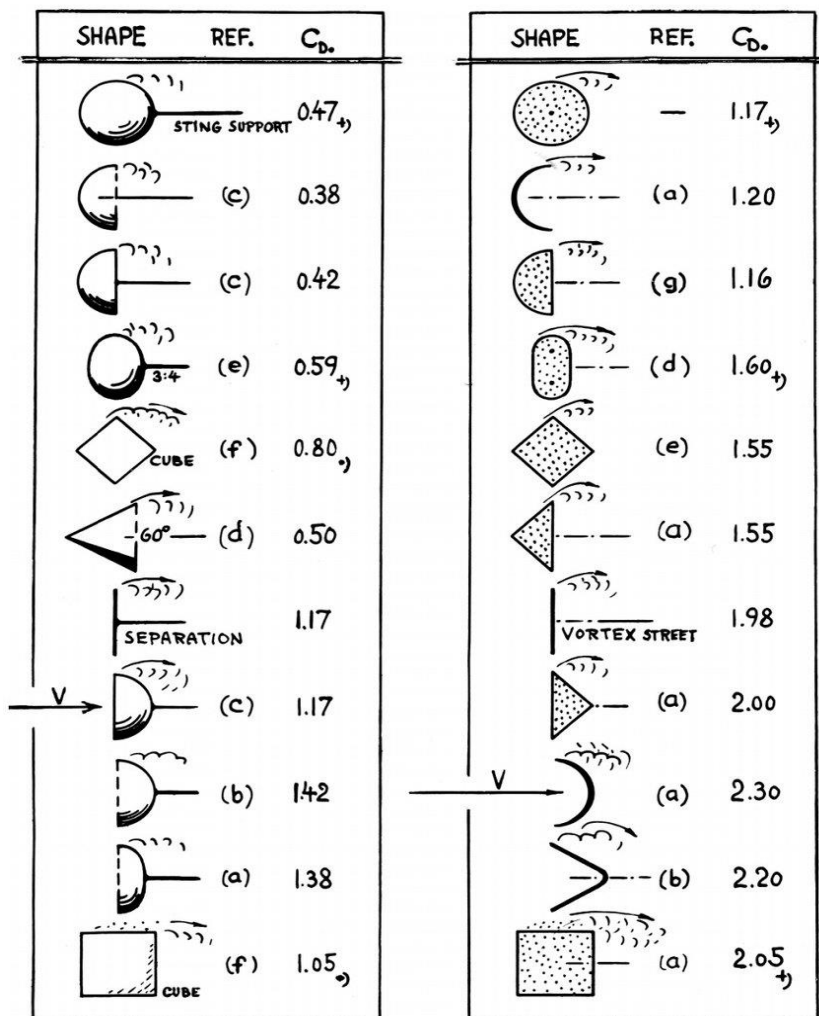 SHAPE REF. C_D.
0.47 +)
STING SUPPORT
(c) 0.38
(c) 0.42
(e) 0.59 +)
3:4
(f) 0.80 •)
CUBE
60° (d) 0.50
1.17
SEPARATION
V (c) 1.17
(b) 1.42
(a) 1.38
(f) 1.05 •)
CUBE
SHAPE REF. C_D.
— 1.17 +)
(a) 1.20
(g) 1.16
(d) 1.60 +)
(e) 1.55
(a) 1.55
1.98
VORTEX STREET
(a) 2.00
V (a) 2.30
(b) 2.20
(a) 2.05 +)